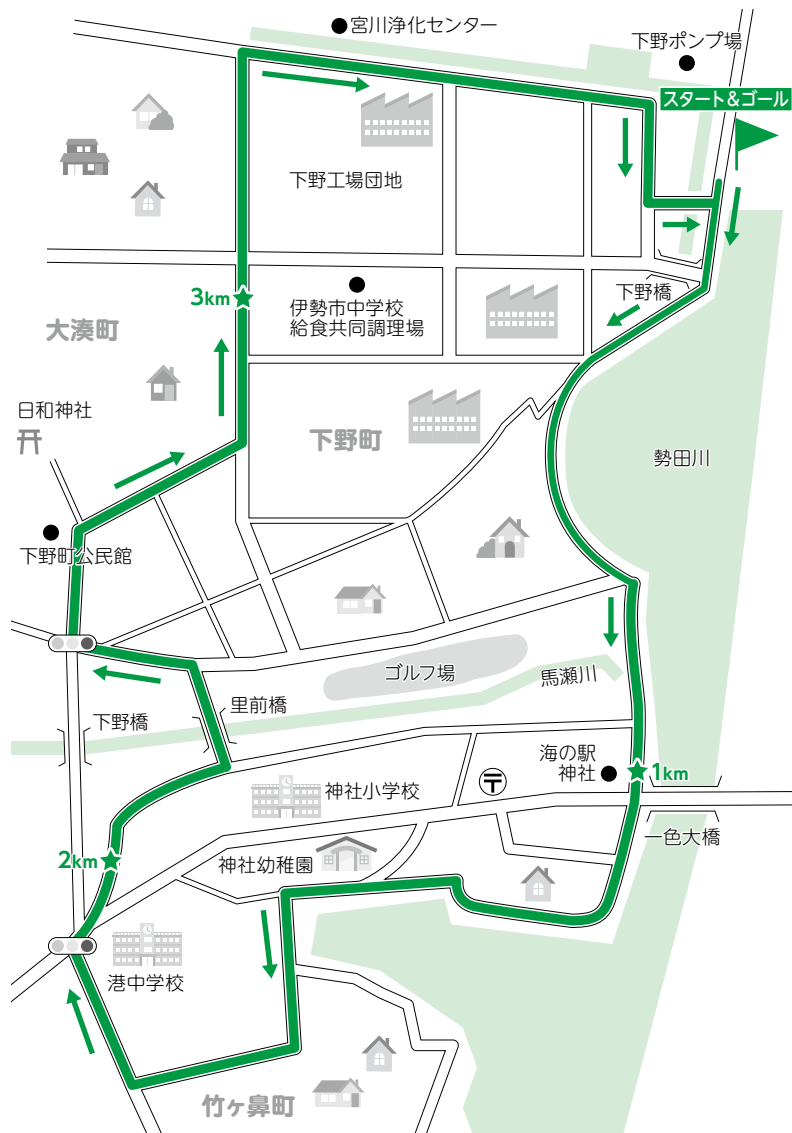 宮川浄化センター
下野ポンプ場
スタート&ゴール
下野工場団地
3km
伊勢市中学校
給食共同調理場
下野橋
大湊町
日和神社
下野町
勢田川
下野町公民館
ゴルフ場
馬瀬川
里前橋
下野橋
海の駅
神社
1km
神社小学校
一色大橋
2km
神社幼稚園
港中学校
竹ヶ鼻町